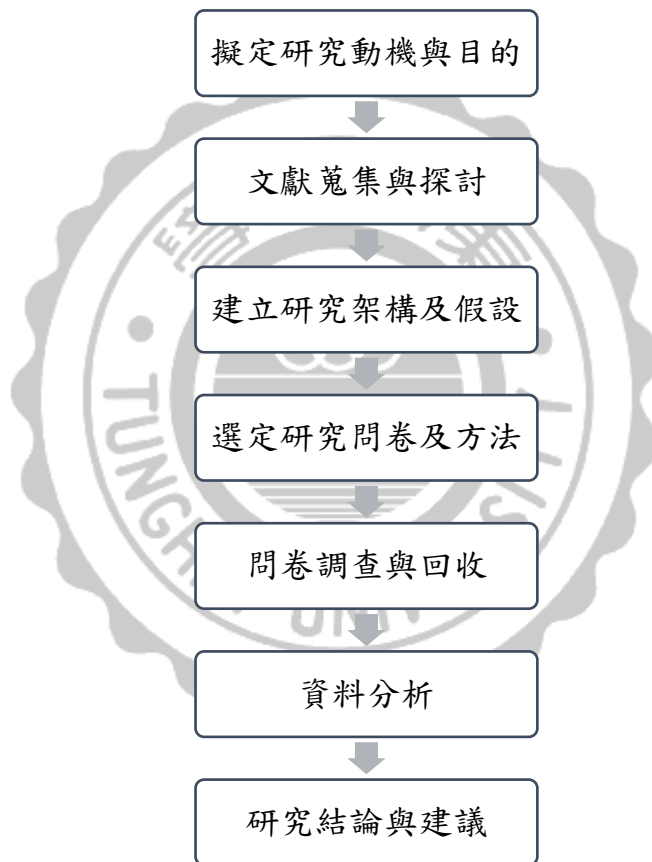 擬定研究動機與目的
文獻蒐集與探討
建立研究架構及假設
選定研究問卷及方法
問卷調查與回收
資料分析
研究結論與建議